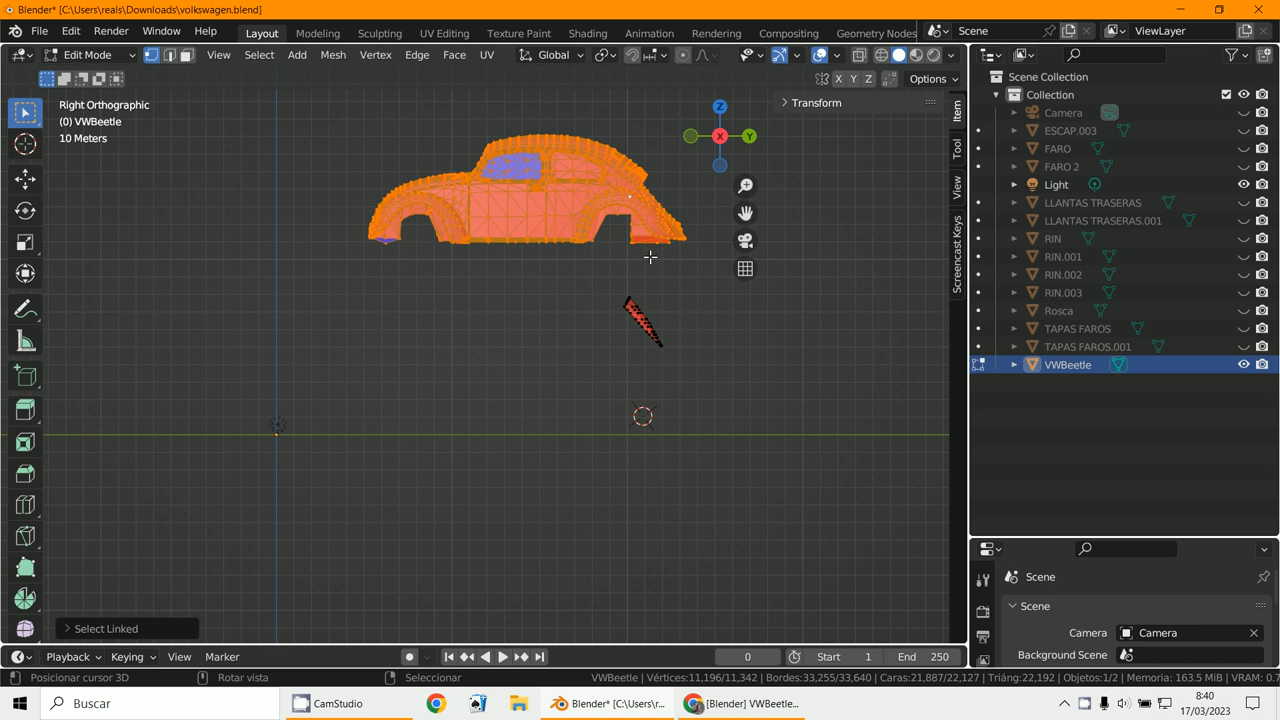 Blender* [C:\Users\reals\Downloads\volkswagen.blend]
File Edit Render Window Help Layout Modeling Sculpting UV Editing Texture Paint Shading Animation Rendering Compositing Geometry Nodes Scene ViewLayer
Edit Mode View Select Add Mesh Vertex Edge Face UV Global
X Y Z Options
Right Orthographic
(0) VWBeetle
10 Meters
Transform
Z
X
Y
Item
Tool
View
Screencast Keys
Scene Collection
Collection
Camera
ESCAP.003
FARO
FARO 2
Light
LLANTAS TRASERAS
LLANTAS TRASERAS.001
RIN
RIN.001
RIN.002
RIN.003
Rosca
TAPAS FAROS
TAPAS FAROS.001
VWBeetle
Scene
Scene
Camera Camera
Background Scene
Select Linked
Playback Keying View Marker 0 Start 1 End 250
Posicionar cursor 3D Rotar vista Seleccionar VWBeetle | Vértices:11,196/11,342 | Bordes:33,255/33,640 | Caras:21,887/22,127 | Triáng:22,192 | Objetos:1/2 | Memoria: 163.5 MiB | VRAM: 0.7
Buscar CamStudio Blender* [C:\Users\r... [Blender] VWBeetle... 8:40
17/03/2023